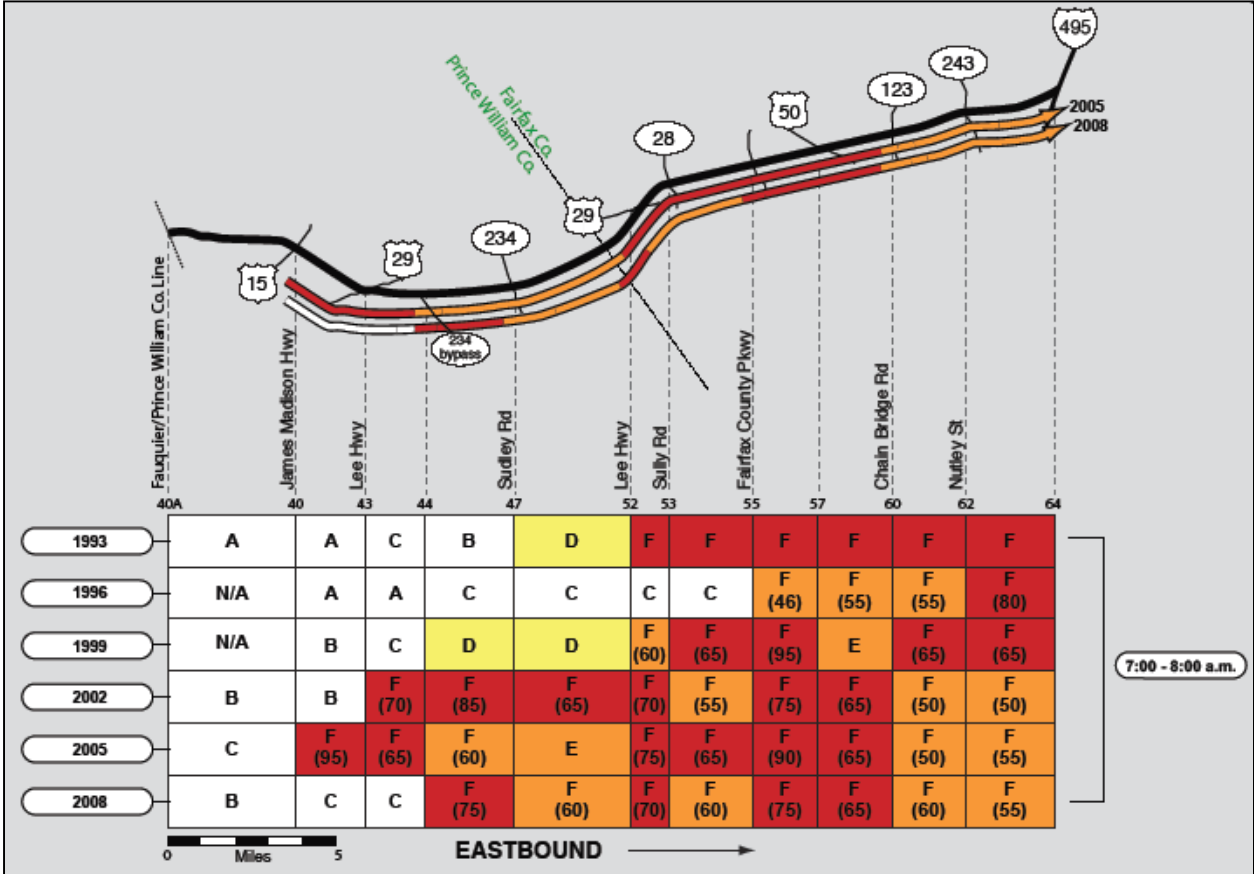 495
243
123
50
28
2005
2008
Fairfax Co.
Prince William Co.
29
234
29
15
234
bypass
Fauquier/Prince William Co. Line
James Madison Hwy
Lee Hwy
Sudley Rd
Lee Hwy
Sully Rd
Fairfax County Pkwy
Chain Bridge Rd
Nutley St
40A 40 43 44 47 52 53 55 57 60 62 64
1993 A A C B D F F F F F F
1996 N/A A A C C C C F (46) F (55) F (55) F (80)
1999 N/A B C D D F (60) F (65) F (95) E F (65) F (65)
7:00 - 8:00 a.m.
2002 B B F (70) F (85) F (65) F (70) F (55) F (75) F (65) F (50) F (50)
2005 C F (95) F (65) F (60) E F (75) F (65) F (90) F (65) F (50) F (55)
2008 B C C F (75) F (60) F (70) F (60) F (75) F (65) F (60) F (55)
0 Miles 5
EASTBOUND